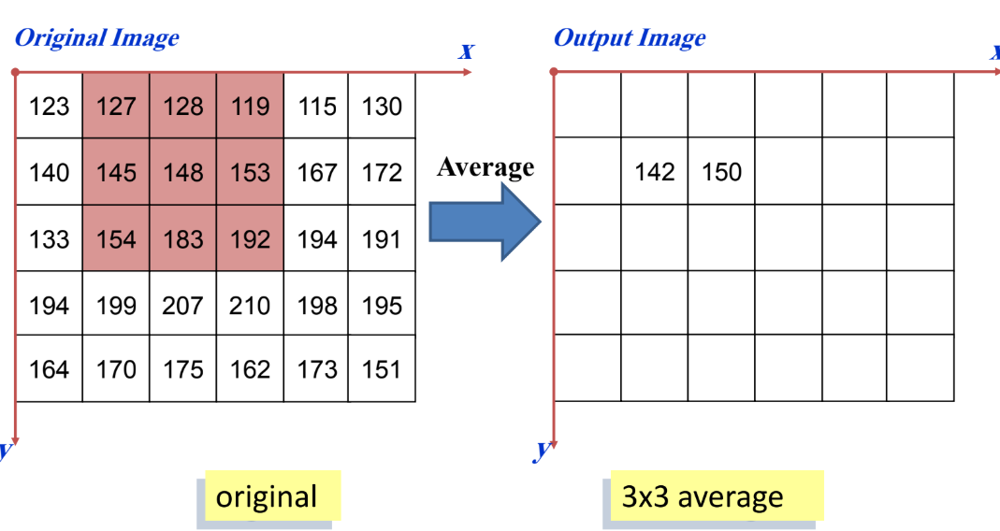 Original Image
Output Image
x
x
123 127 128 119 115 130
140 145 148 153 167 172
Average
142 150
133 154 183 192 194 191
194 199 207 210 198 195
164 170 175 162 173 151
y
y
original
3x3 average